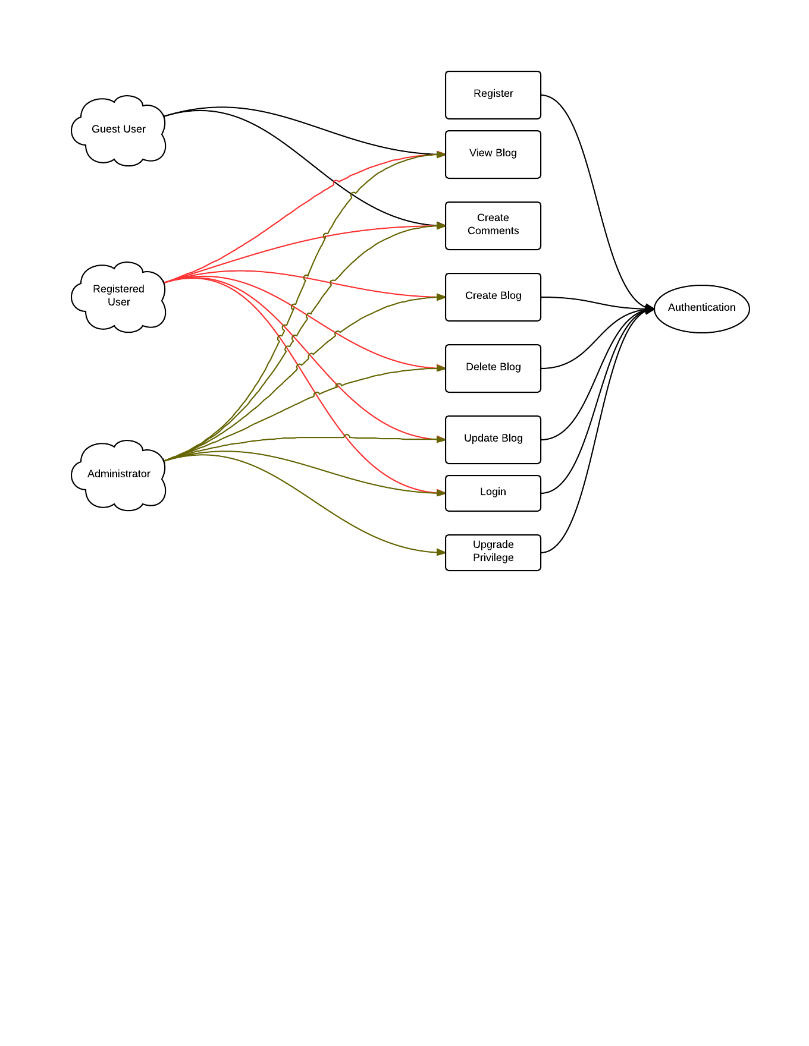 Guest User
Registered
User
Administrator
Register
View Blog
Create
Comments
Create Blog
Delete Blog
Update Blog
Login
Upgrade
Privilege
Authentication